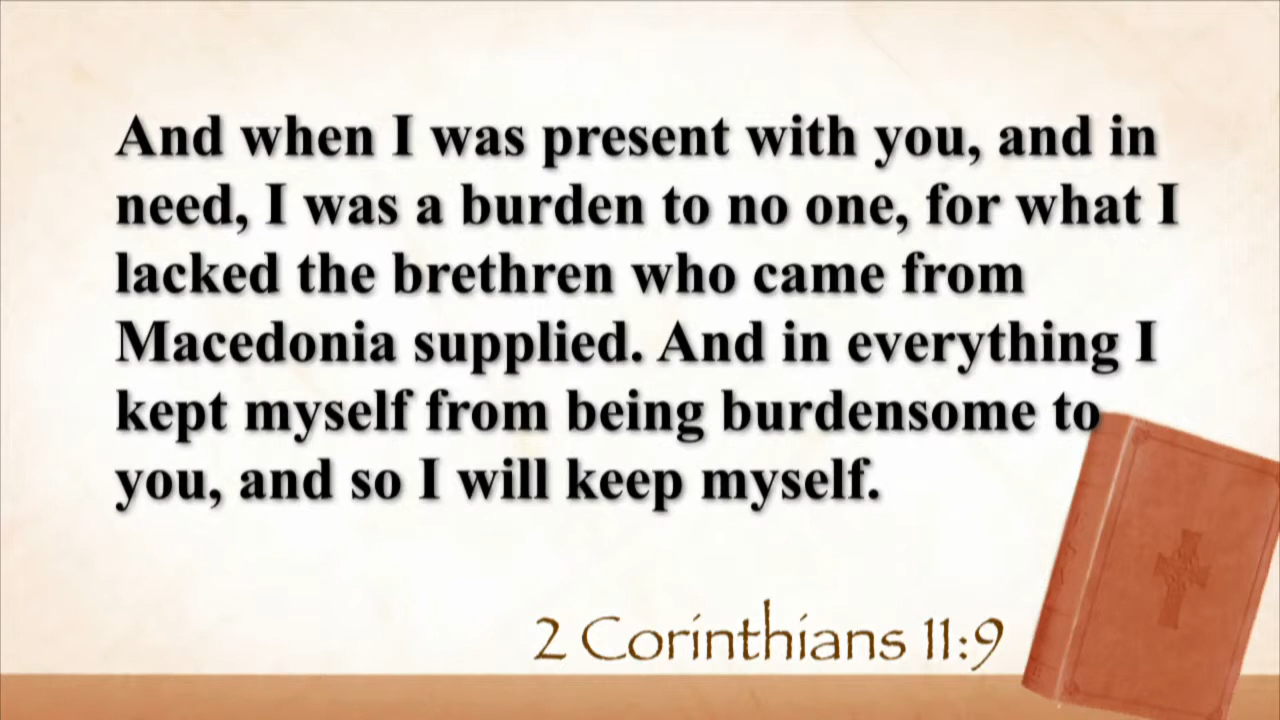 And when I was present with you, and in
need, I was a burden to no one, for what I
lacked the brethren who came from
Macedonia supplied. And in everything I
kept myself from being burdensome to
you, and so I will keep myself.
2 Corinthians 11:9